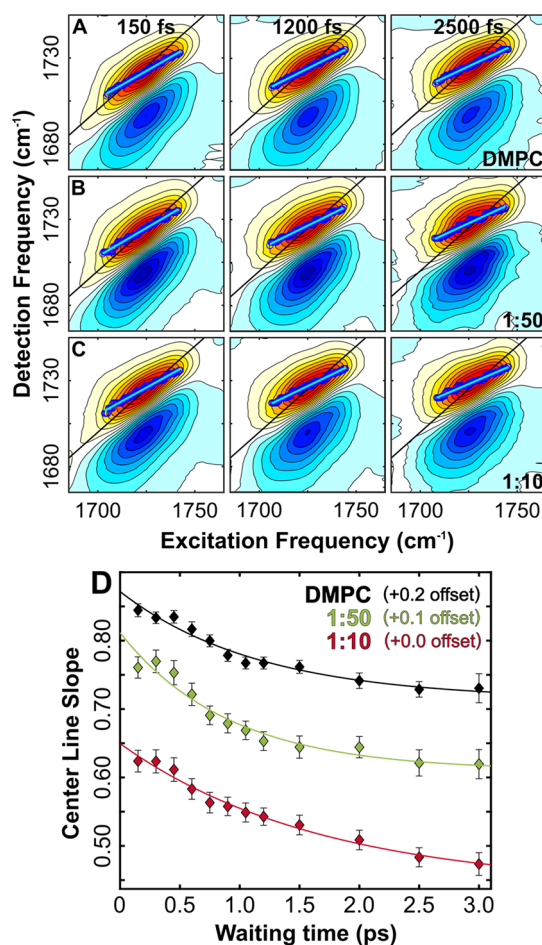 A 150 fs 1200 fs 2500 fs
1730
1680
DMPC
B
1730
1680
1:50
C
1730
1680
1:10
Detection Frequency (cm⁻¹)
1700 1750 1700 1750 1700 1750
Excitation Frequency (cm⁻¹)
D
DMPC (+0.2 offset)
1:50 (+0.1 offset)
1:10 (+0.0 offset)
Center Line Slope
0.80
0.70
0.60
0.50
0 0.5 1.0 1.5 2.0 2.5 3.0
Waiting time (ps)